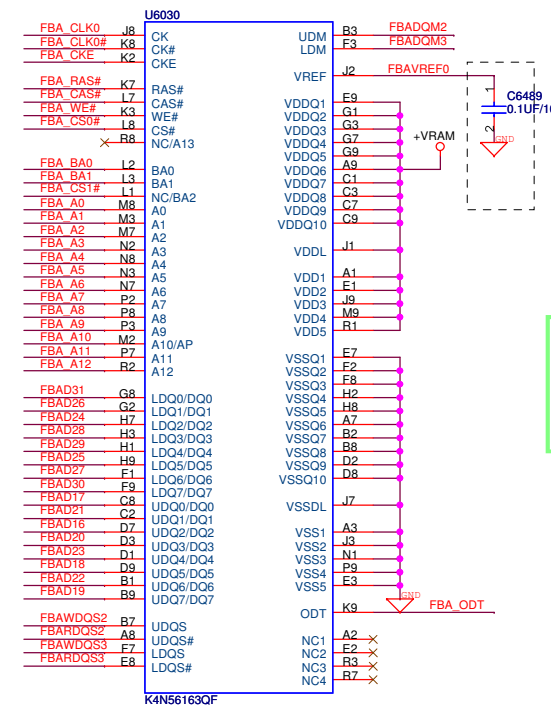 U6030
FBA_CLK0 J8 CK
FBA_CLK0# K8 CK#
FBA_CKE K2 CKE
FBA_RAS# K7 RAS#
FBA_CAS# L7 CAS#
FBA_WE# K3 WE#
FBA_CS0# L8 CS#
R8 NC/A13
FBA_BA0 L2 BA0
FBA_BA1 L3 BA1
FBA_CS1# L1 NC/BA2
FBA_A0 M8 A0
FBA_A1 M3 A1
FBA_A2 M7 A2
FBA_A3 N2 A3
FBA_A4 N8 A4
FBA_A5 N3 A5
FBA_A6 N7 A6
FBA_A7 P2 A7
FBA_A8 P8 A8
FBA_A9 P3 A9
FBA_A10 M2 A10/AP
FBA_A11 P7 A11
FBA_A12 R2 A12
FBAD31 G8 LDQ0/DQ0
FBAD26 G2 LDQ1/DQ1
FBAD24 H7 LDQ2/DQ2
FBAD28 H3 LDQ3/DQ3
FBAD29 H1 LDQ4/DQ4
FBAD25 H9 LDQ5/DQ5
FBAD27 F1 LDQ6/DQ6
FBAD30 F9 LDQ7/DQ7
FBAD17 C8 UDQ0/DQ0
FBAD21 C2 UDQ1/DQ1
FBAD16 D7 UDQ2/DQ2
FBAD20 D3 UDQ3/DQ3
FBAD23 D1 UDQ4/DQ4
FBAD18 D9 UDQ5/DQ5
FBAD22 B1 UDQ6/DQ6
FBAD19 B9 UDQ7/DQ7
FBAWDQS2 B7 UDQS
FBARDQS2 A8 UDQS#
FBAWDQS3 F7 LDQS
FBARDQS3 E8 LDQS#
UDM B3 FBADQM2
LDM F3 FBADQM3
VREF J2 FBAVREF0
VDDQ1 E9
VDDQ2 G1
VDDQ3 G3
VDDQ4 G7
VDDQ5 G9
VDDQ6 A9
VDDQ7 C1
VDDQ8 C3
VDDQ9 C7
VDDQ10 C9
+VRAM
1
C6489
0.1UF/10
2
GND
VDDL J1
VDD1 A1
VDD2 E1
VDD3 J9
VDD4 M9
VDD5 R1
VSSQ1 E7
VSSQ2 F2
VSSQ3 F8
VSSQ4 H2
VSSQ5 H8
VSSQ6 A7
VSSQ7 B2
VSSQ8 B8
VSSQ9 D2
VSSQ10 D8
VSSDL J7
VSS1 A3
VSS2 J3
VSS3 N1
VSS4 P9
VSS5 E3
GND
ODT K9 FBA_ODT
NC1 A2
NC2 E2
NC3 R3
NC4 R7
K4N56163QF